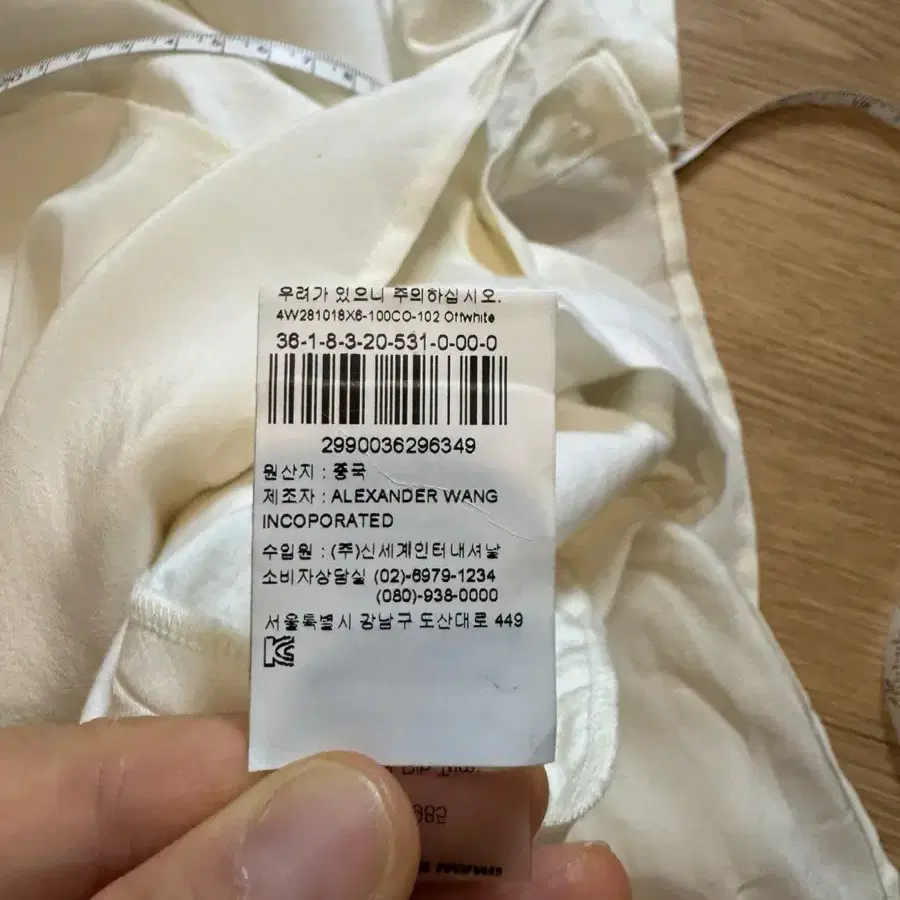 우려가 있으니 주의하십시오.
4W281018X6-100CO-102 Offwhite
36-1-8-3-20-531-0-00-0
2990036296349
원산지 : 중국
제조자 : ALEXANDER WANG
INCOPORATED
수입원 : (주)신세계인터내셔날
소비자상담실 (02)-6979-1234
(080)-938-0000
서울특별시 강남구 도산대로 449